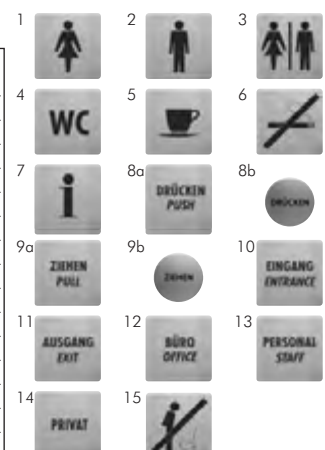 1
2
3
4
WC
5
6
7
8a
DRÜCKEN
PUSH
8b
DRÜCKEN
9a
ZIEHEN
PULL
9b
ZIEHEN
10
EINGANG
ENTRANCE
11
AUSGANG
EXIT
12
BÜRO
OFFICE
13
PERSONAL
STAFF
14
PRIVAT
15